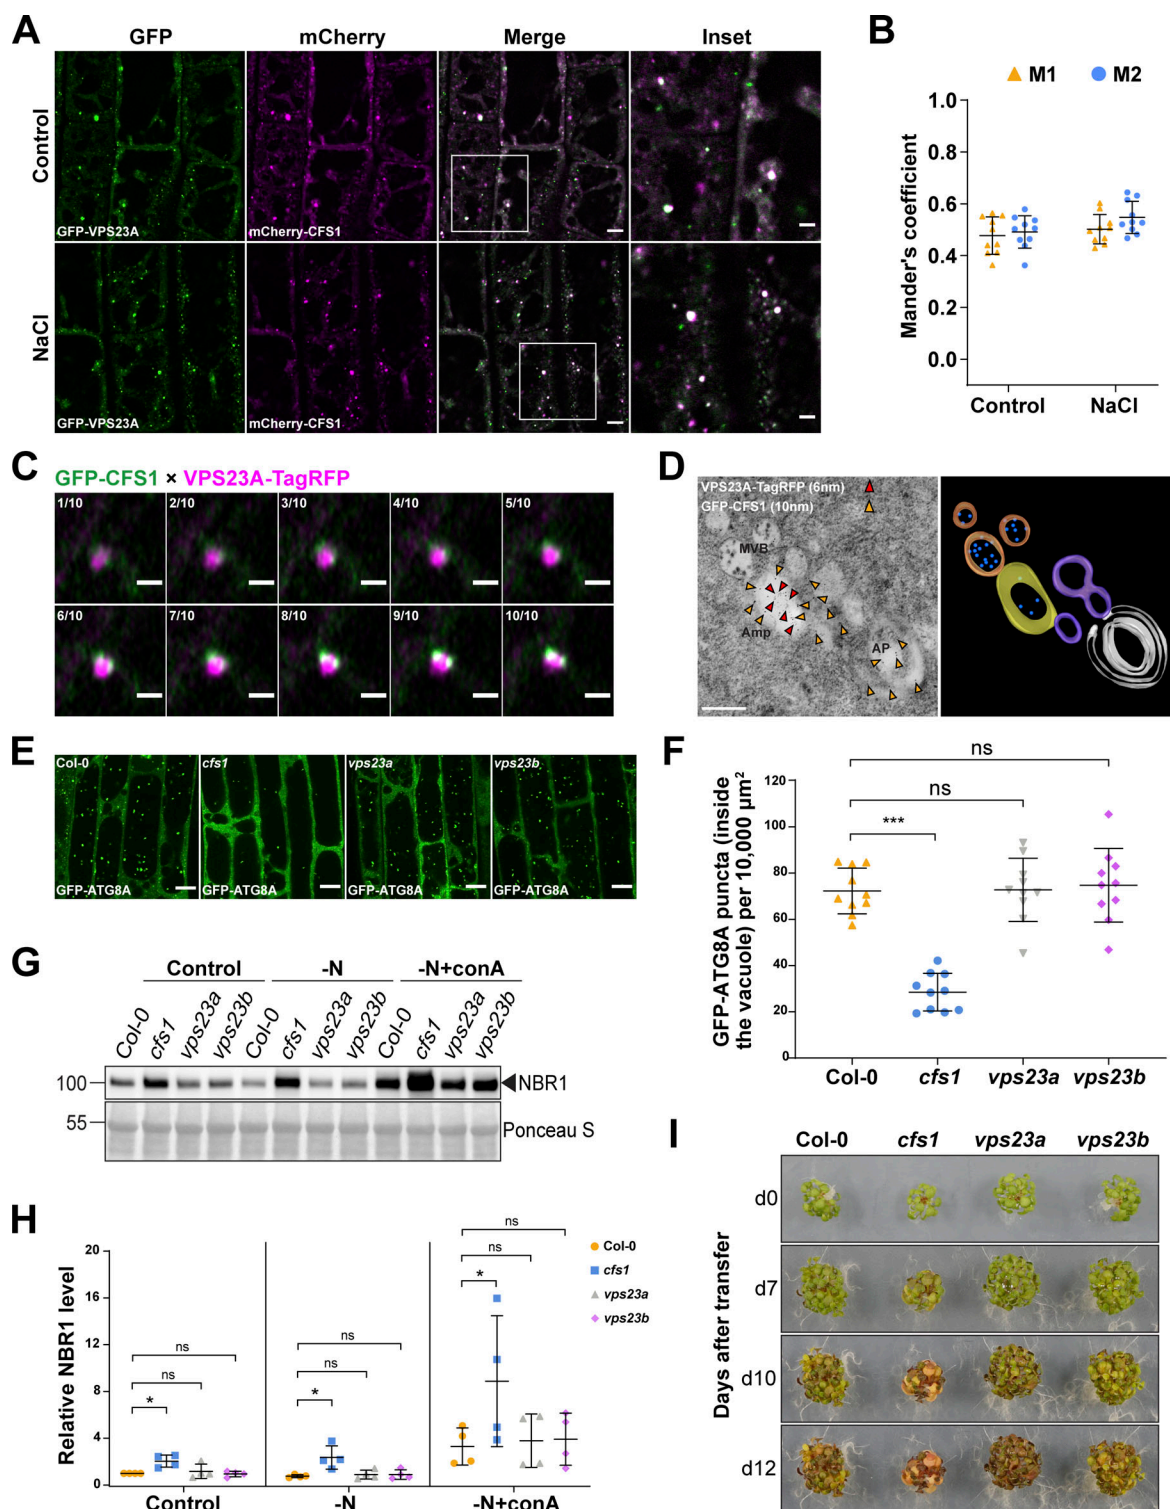 A
GFP
mCherry
Merge
Inset
Control
GFP-VPS23A
mCherry-CFS1
NaCl
GFP-VPS23A
mCherry-CFS1
B
M1
M2
Mander's coefficient
1.0
0.8
0.6
0.4
0.2
0.0
Control
NaCl
C
GFP-CFS1 × VPS23A-TagRFP
1/10
2/10
3/10
4/10
5/10
6/10
7/10
8/10
9/10
10/10
D
VPS23A-TagRFP (6nm)
GFP-CFS1 (10nm)
MVB
Amp
AP
E
Col-0
cfs1
vps23a
vps23b
GFP-ATG8A
GFP-ATG8A
GFP-ATG8A
GFP-ATG8A
F
ns
ns
***
GFP-ATG8A puncta (inside
the vacuole) per 10,000 µm²
120
100
80
60
40
20
0
Col-0
cfs1
vps23a
vps23b
G
Control
-N
-N+conA
Col-0
cfs1
vps23a
vps23b
Col-0
cfs1
vps23a
vps23b
Col-0
cfs1
vps23a
vps23b
100
NBR1
55
Ponceau S
H
Relative NBR1 level
20
16
12
8
4
0
ns
ns
*
ns
ns
*
ns
ns
*
Col-0
cfs1
vps23a
vps23b
Control
-N
-N+conA
I
Col-0
cfs1
vps23a
vps23b
Days after transfer
d0
d7
d10
d12